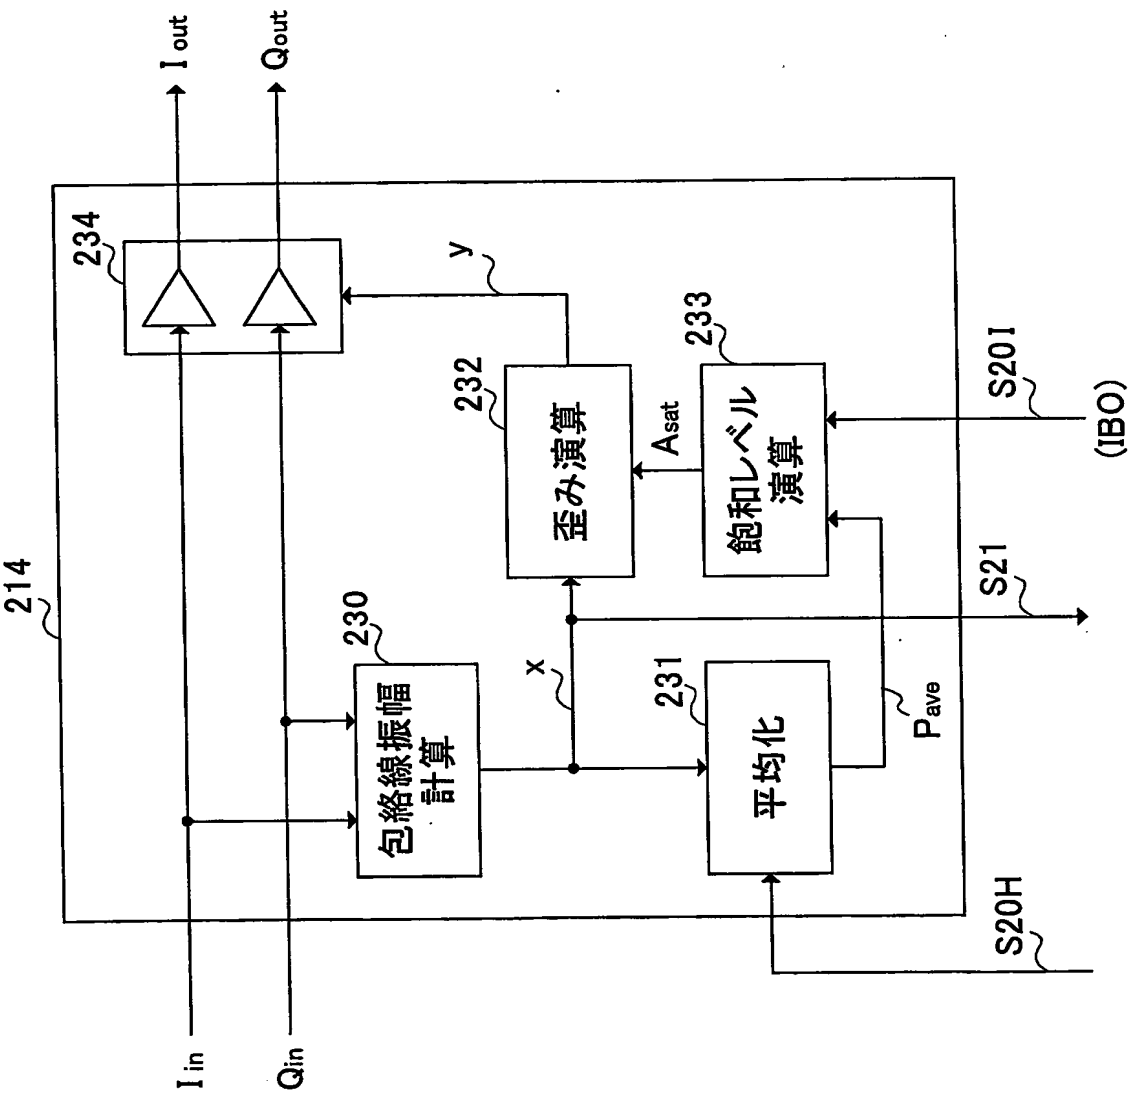 214
234
I out
Qout
I in
Qin
230
包絡線振幅
計算
x
232
歪み演算
y
231
平均化
Asat
233
飽和レベル
演算
Pave
S20H
S21
S20I
(IBO)